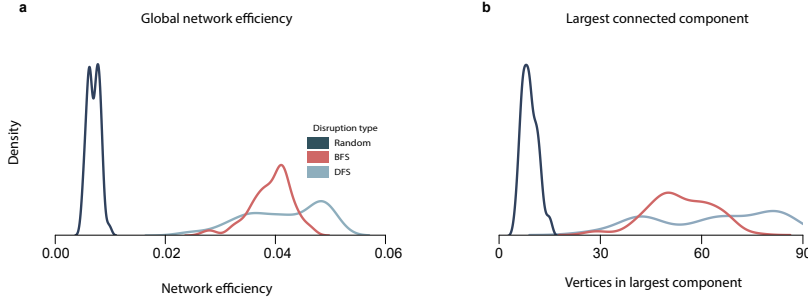 a
Global network efficiency
Density
Disruption type
Random
BFS
DFS
0.00
0.02
0.04
0.06
Network efficiency
b
Largest connected component
0
30
60
90
Vertices in largest component